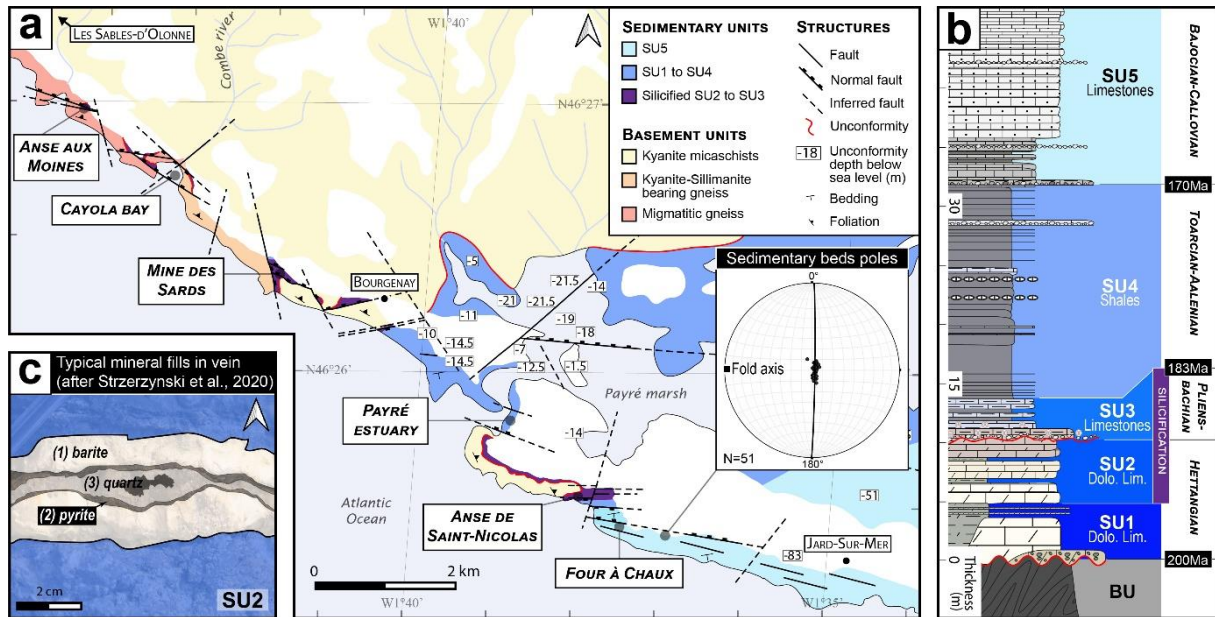 a
LES SABLES-D'OLONNE
Combe river
W1°40'
N46°27'
ANSE AUX
MOINES
CAYOLA BAY
MINE DES
SARDS
BOURGENAY
N46°26'
PAYRÉ
ESTUARY
Payré marsh
Atlantic
Ocean
ANSE DE
SAINT-NICOLAS
FOUR À CHAUX
JARD-SUR-MER
0
2 km
W1°40'
W1°35'
-5
-21
-21.5
-21.5
-14
-11
-19
-18
-10
-14.5
-14.5
-7
-12.5
-1.5
-14
-51
-83
SEDIMENTARY UNITS
SU5
SU1 to SU4
Silicified SU2 to SU3
BASEMENT UNITS
Kyanite micaschists
Kyanite-Sillimanite
bearing gneiss
Migmatitic gneiss
STRUCTURES
Fault
Normal fault
Inferred fault
Unconformity
-18
Unconformity
depth below
sea level (m)
Bedding
Foliation
Sedimentary beds poles
0°
Fold axis
180°
N=51
b
SU5
Limestones
BAJOCIAN-CALLOVIAN
170Ma
30
SU4
Shales
TOARCIAN-AALENIAN
183Ma
15
SU3
Limestones
PLIENS-
BACHIAN
SILICIFICATION
SU2
Dolo. Lim.
HETTANGIAN
SU1
Dolo. Lim.
200Ma
0
Thickness
(m)
BU
c
Typical mineral fills in vein
(after Strzerzynski et al., 2020)
(1) barite
(3) quartz
(2) pyrite
2 cm
SU2